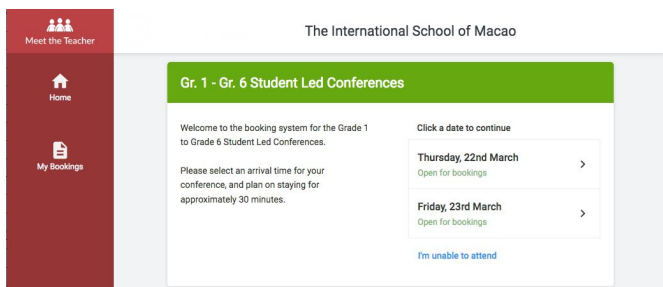 Meet the Teacher
The International School of Macao
Home
My Bookings
Gr. 1 - Gr. 6 Student Led Conferences
Welcome to the booking system for the Grade 1
to Grade 6 Student Led Conferences.
Please select an arrival time for your
conference, and plan on staying for
approximately 30 minutes.
Click a date to continue
Thursday, 22nd March
Open for bookings
Friday, 23rd March
Open for bookings
I'm unable to attend